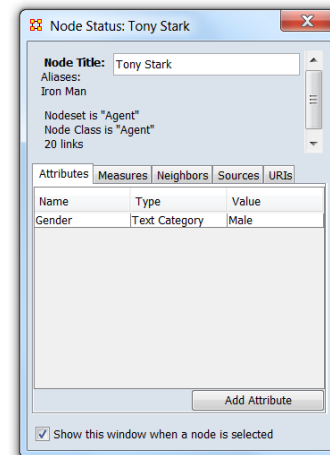 Node Status: Tony Stark
Node Title: Tony Stark
Aliases:
Iron Man
Nodeset is "Agent"
Node Class is "Agent"
20 links
Attributes Measures Neighbors Sources URIs
Name Type Value
Gender Text Category Male
Add Attribute
Show this window when a node is selected